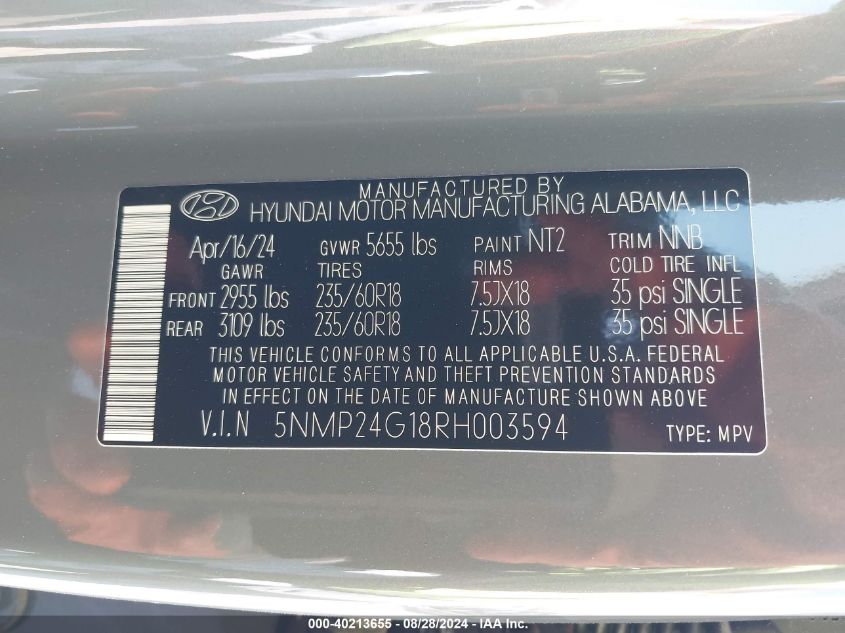 MANUFACTURED BY
HYUNDAI MOTOR MANUFACTURING ALABAMA, LLC
Apr/16/24 GVWR 5655 lbs PAINT NT2 TRIM NNB
GAWR TIRES RIMS COLD TIRE INFL
FRONT 2955 lbs 235/60R18 7.5JX18 35 psi SINGLE
REAR 3109 lbs 235/60R18 7.5JX18 35 psi SINGLE
THIS VEHICLE CONFORMS TO ALL APPLICABLE U.S.A. FEDERAL
MOTOR VEHICLE SAFETY AND THEFT PREVENTION STANDARDS
IN EFFECT ON THE DATE OF MANUFACTURE SHOWN ABOVE
V.I.N 5NMP24G18RH003594 TYPE: MPV
000-40213655 - 08/28/2024 - IAAI.COM